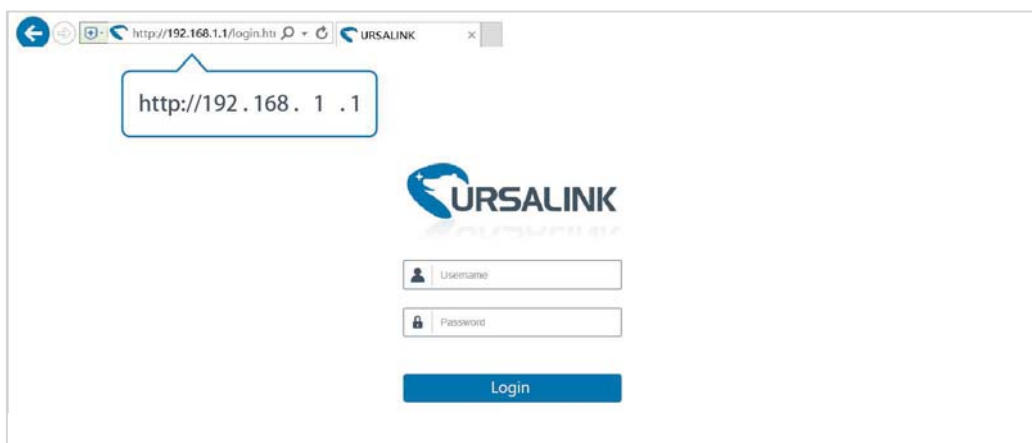 http://192.168.1.1/login.htı
URSALINK
http://192.168. 1 .1
URSALINK
Username
Password
Login